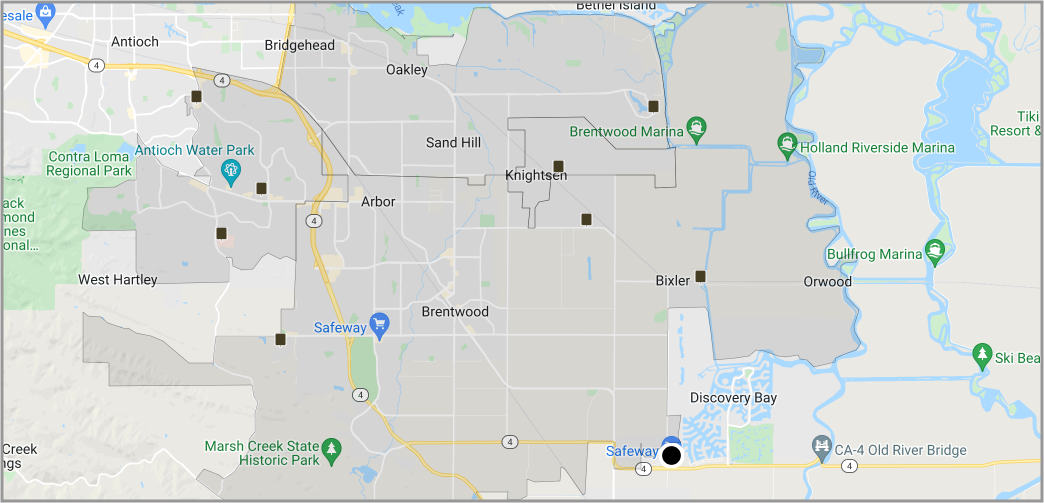 Bethel Island
esale
Antioch
Bridgehead
4
4
Oakley
Tiki
Resort &
Contra Loma
Regional Park
Antioch Water Park
Sand Hill
Brentwood Marina
Holland Riverside Marina
Knightsen
Old River
ack
mond
nes
onal...
Arbor
4
Bullfrog Marina
West Hartley
Bixler
Orwood
Brentwood
Safeway
Ski Bea
4
Discovery Bay
Creek
ngs
Marsh Creek State
Historic Park
4
Safeway
4
CA-4 Old River Bridge
4